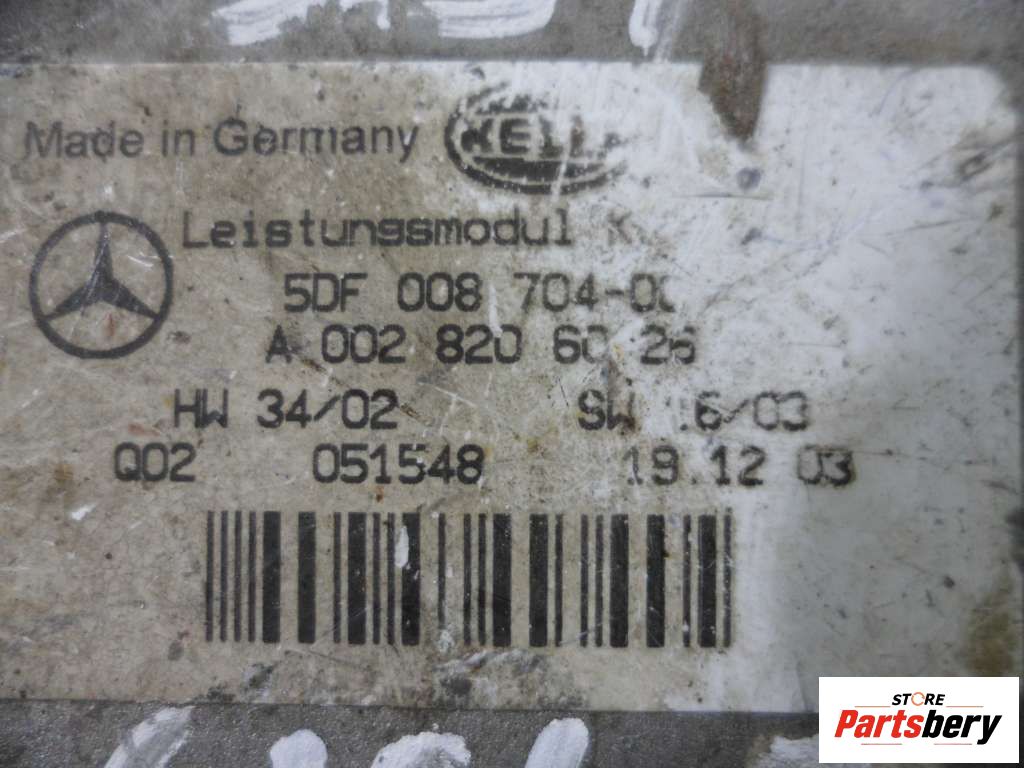 Made in Germany HELLA
Leistungsmodul
5DF 008 704-00
A 002 820 60 26
HW 34/02 SW 16/03
Q02 051548 19.12 03
STORE
Partsbery